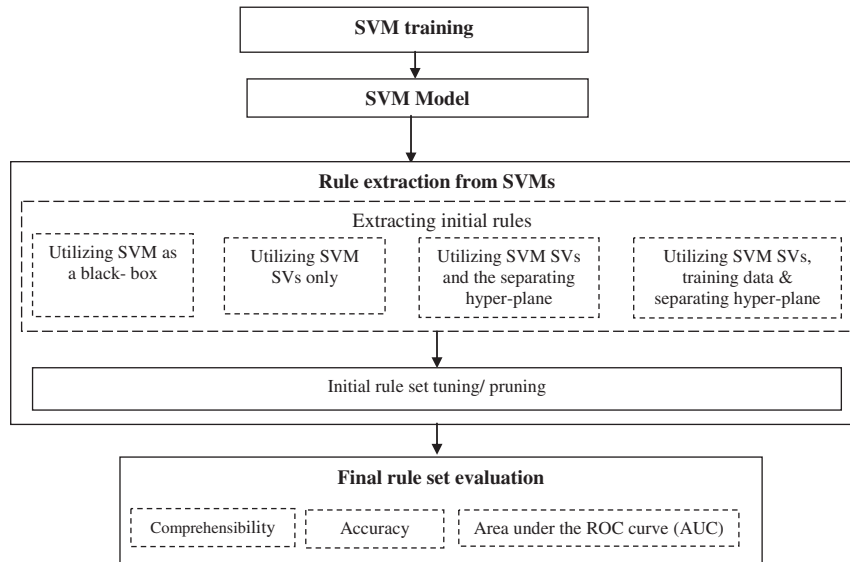 SVM training
SVM Model
Rule extraction from SVMs
Extracting initial rules
Utilizing SVM as
a black- box
Utilizing SVM
SVs only
Utilizing SVM SVs
and the separating
hyper-plane
Utilizing SVM SVs,
training data &
separating hyper-plane
Initial rule set tuning/ pruning
Final rule set evaluation
Comprehensibility
Accuracy
Area under the ROC curve (AUC)